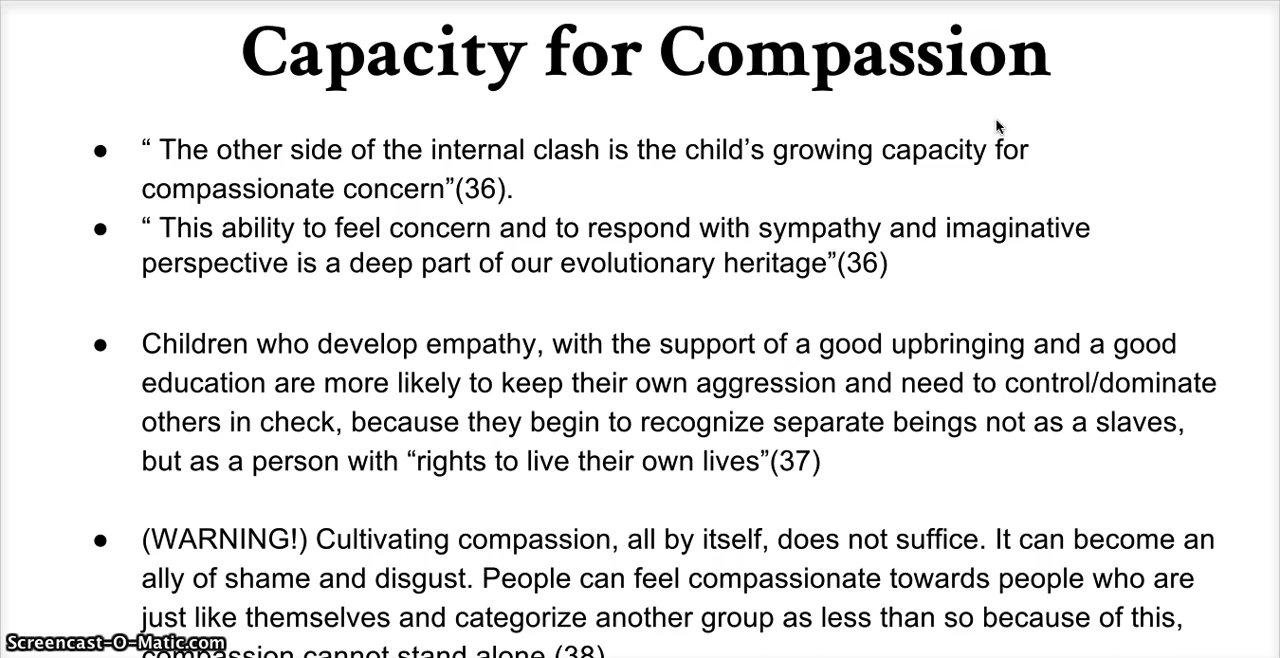 Capacity for Compassion
● “ The other side of the internal clash is the child’s growing capacity for
compassionate concern”(36).
● “ This ability to feel concern and to respond with sympathy and imaginative
perspective is a deep part of our evolutionary heritage”(36)
● Children who develop empathy, with the support of a good upbringing and a good
education are more likely to keep their own aggression and need to control/dominate
others in check, because they begin to recognize separate beings not as a slaves,
but as a person with “rights to live their own lives”(37)
● (WARNING!) Cultivating compassion, all by itself, does not suffice. It can become an
ally of shame and disgust. People can feel compassionate towards people who are
just like themselves and categorize another group as less than so because of this,
compassion cannot stand alone.(38)
Screencast-O-Matic.com